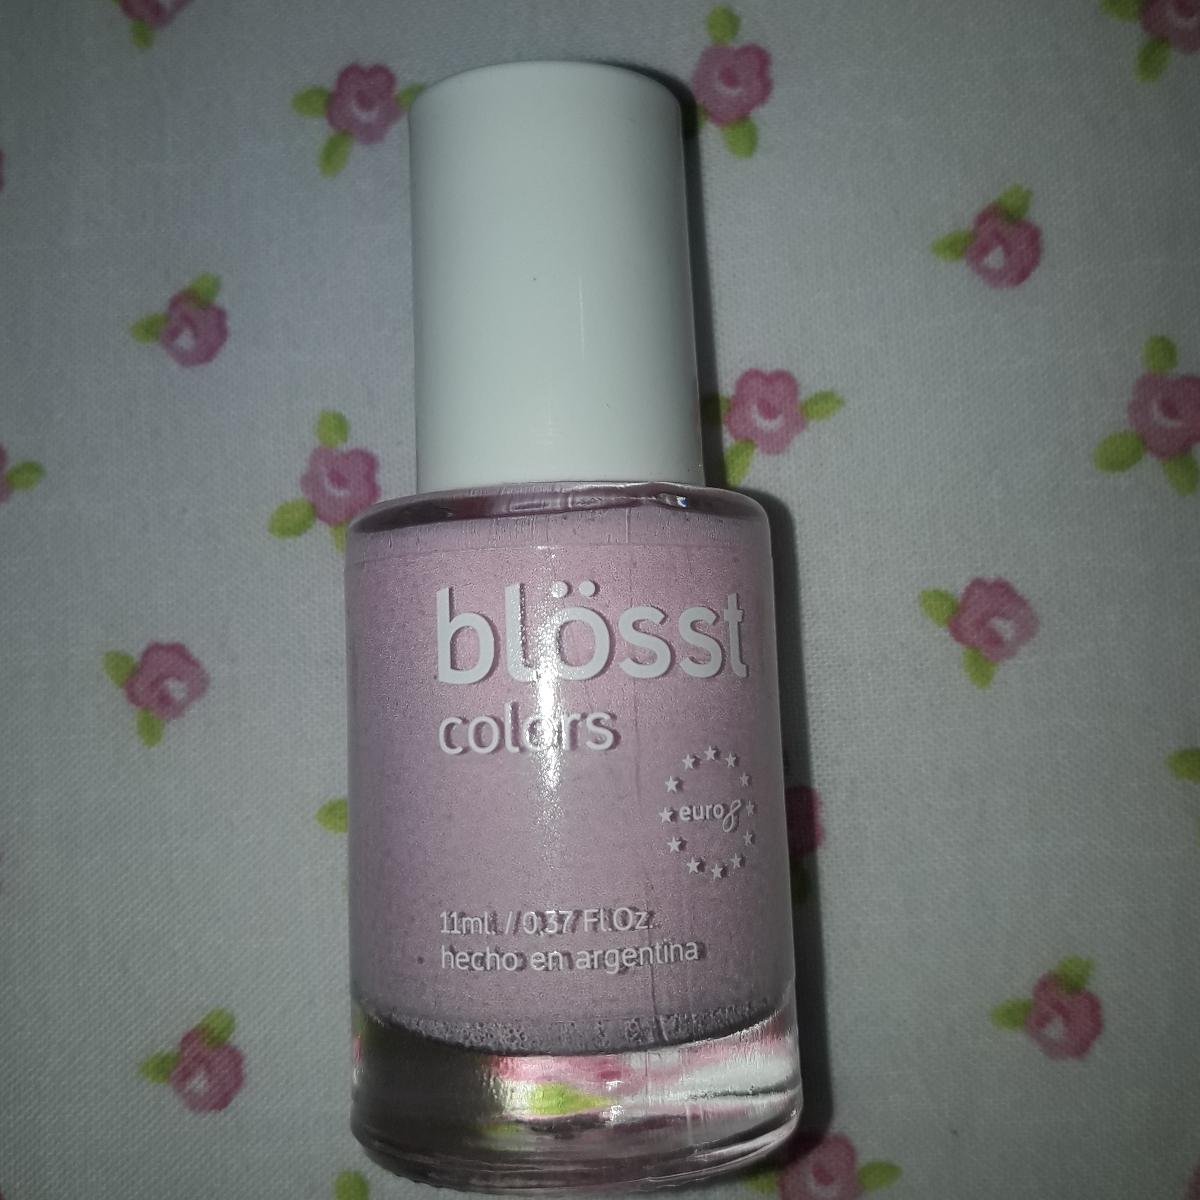 blösst
colors
euro8
11ml. / 0,37 Fl.Oz.
hecho en argentina